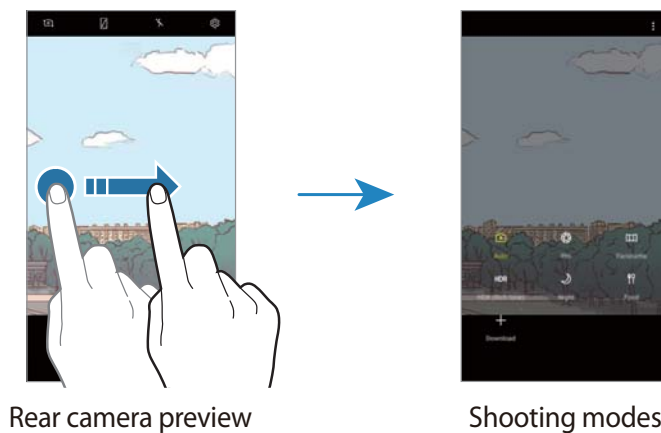 Auto
Pro
Panorama
HDR
Night
Food
Download
Rear camera preview
Shooting modes